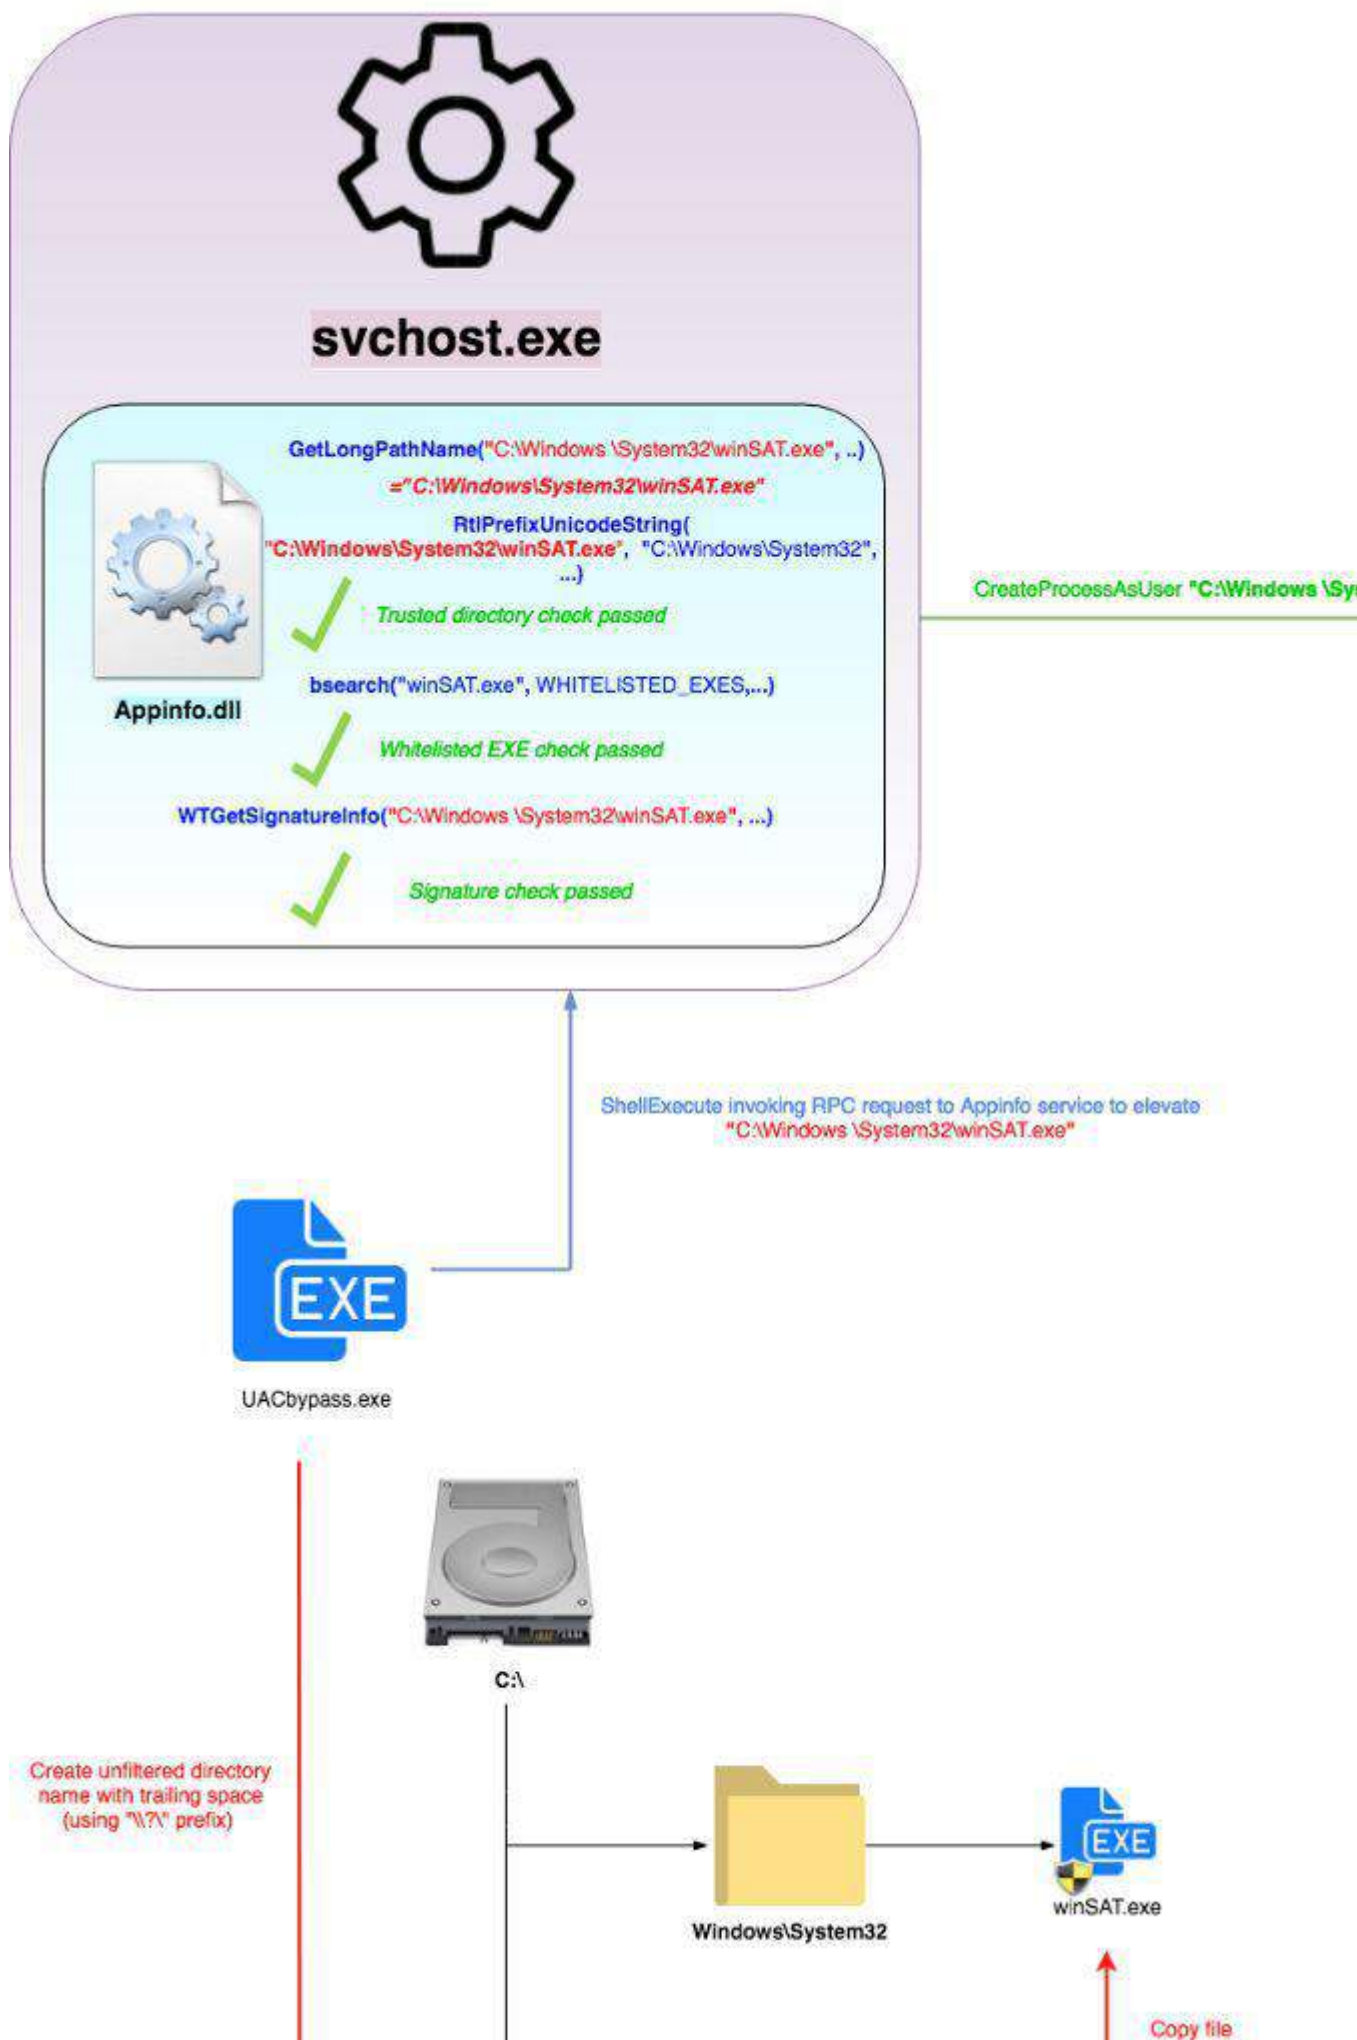 svchost.exe
GetLongPathName("C:\Windows \System32\winSAT.exe", ..)
="C:\Windows\System32\winSAT.exe"
RtlPrefixUnicodeString(
"C:\Windows\System32\winSAT.exe", "C:\Windows\System32",
...)
Trusted directory check passed
bsearch("winSAT.exe", WHITELISTED_EXES,...)
Whitelisted EXE check passed
WTGetSignatureInfo("C:\Windows \System32\winSAT.exe", ...)
Signature check passed
Appinfo.dll
CreateProcessAsUser "C:\Windows \Sy
ShellExecute invoking RPC request to Appinfo service to elevate
"C:\Windows \System32\winSAT.exe"
EXE
UACbypass.exe
C:\
Create unfiltered directory
name with trailing space
(using "\\?\" prefix)
EXE
winSAT.exe
Windows\System32
Copy file